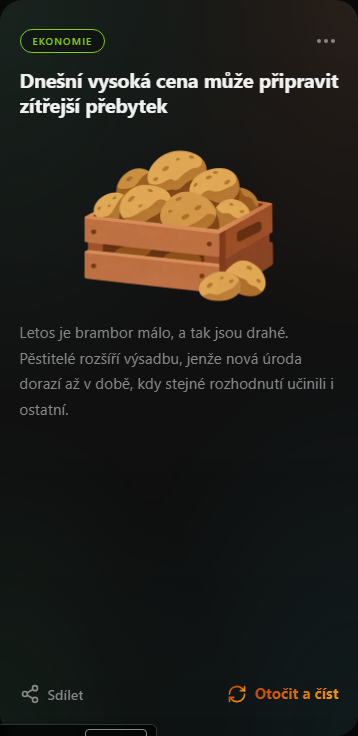 EKONOMIE
Dnešní vysoká cena může připravit
zítřejší přebytek
Letos je brambor málo, a tak jsou drahé.
Pěstitelé rozšíří výsadbu, jenže nová úroda
dorazí až v době, kdy stejné rozhodnutí učinili i
ostatní.
Sdílet
Otočit a číst